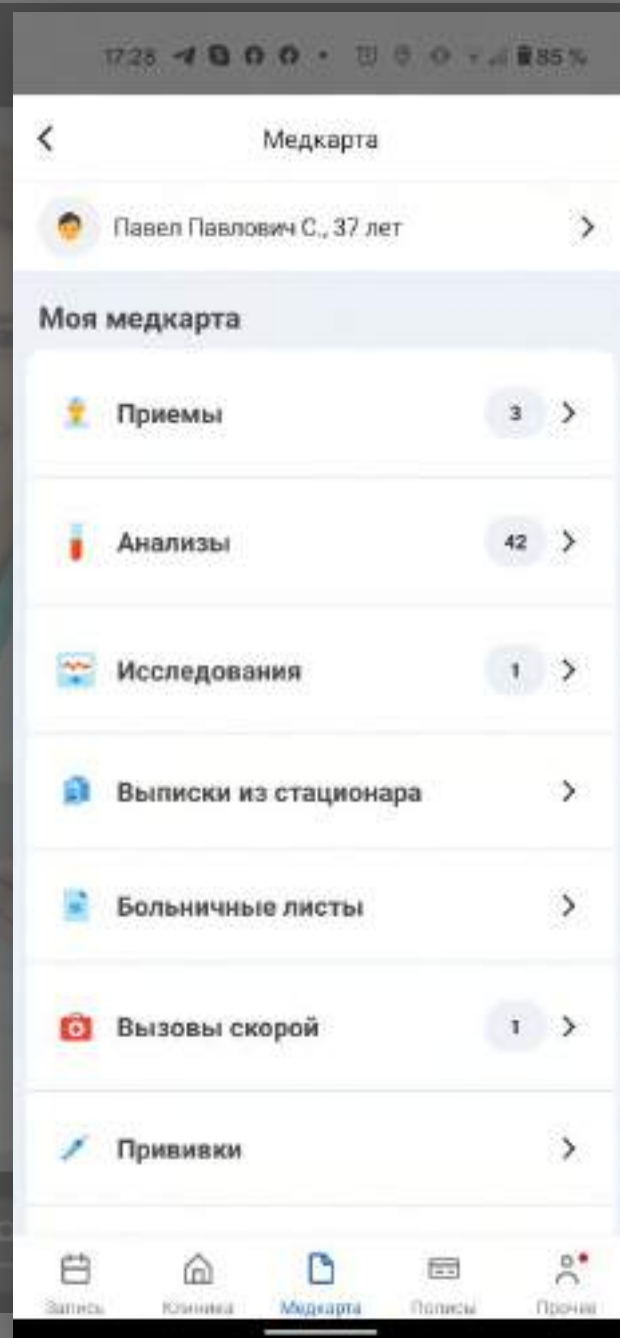 17:28 85 %
Медкарта
Павел Павлович С., 37 лет
Моя медкарта
Приемы 3
Анализы 42
Исследования 1
Выписки из стационара
Больничные листы
Вызовы скорой 1
Прививки
Запись Клиника Медкарта Полисы Прочее